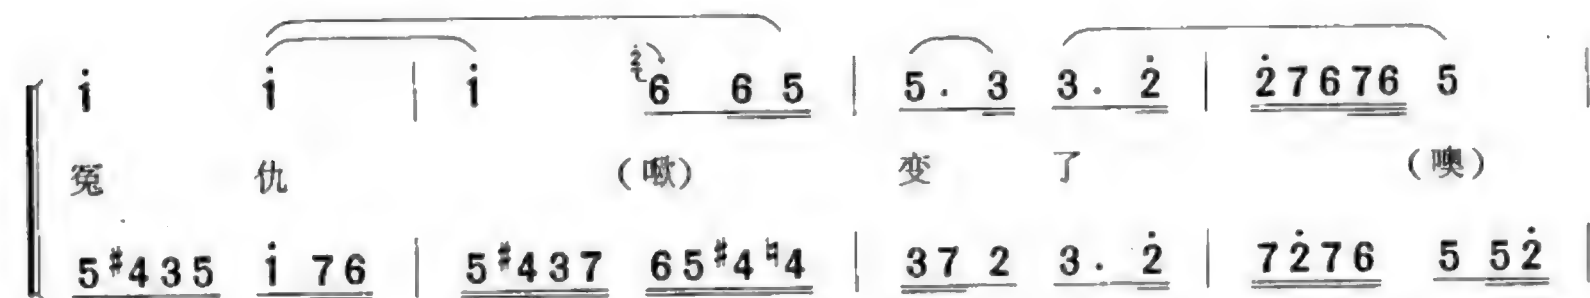 i̇ i̇ | i̇ 6 6 5 | 5 . 3 3 . 2̇ | 2̇ 7 6 7 6 5 |
冤 仇 (啾) 变 了 (噢)
5 #4 3 5 i̇ 7 6 | 5 #4 3 7 6 5 #4 ♮4 | 3 7 2 3 . 2̇ | 7 2̇ 7 6 5 5 2̇ |